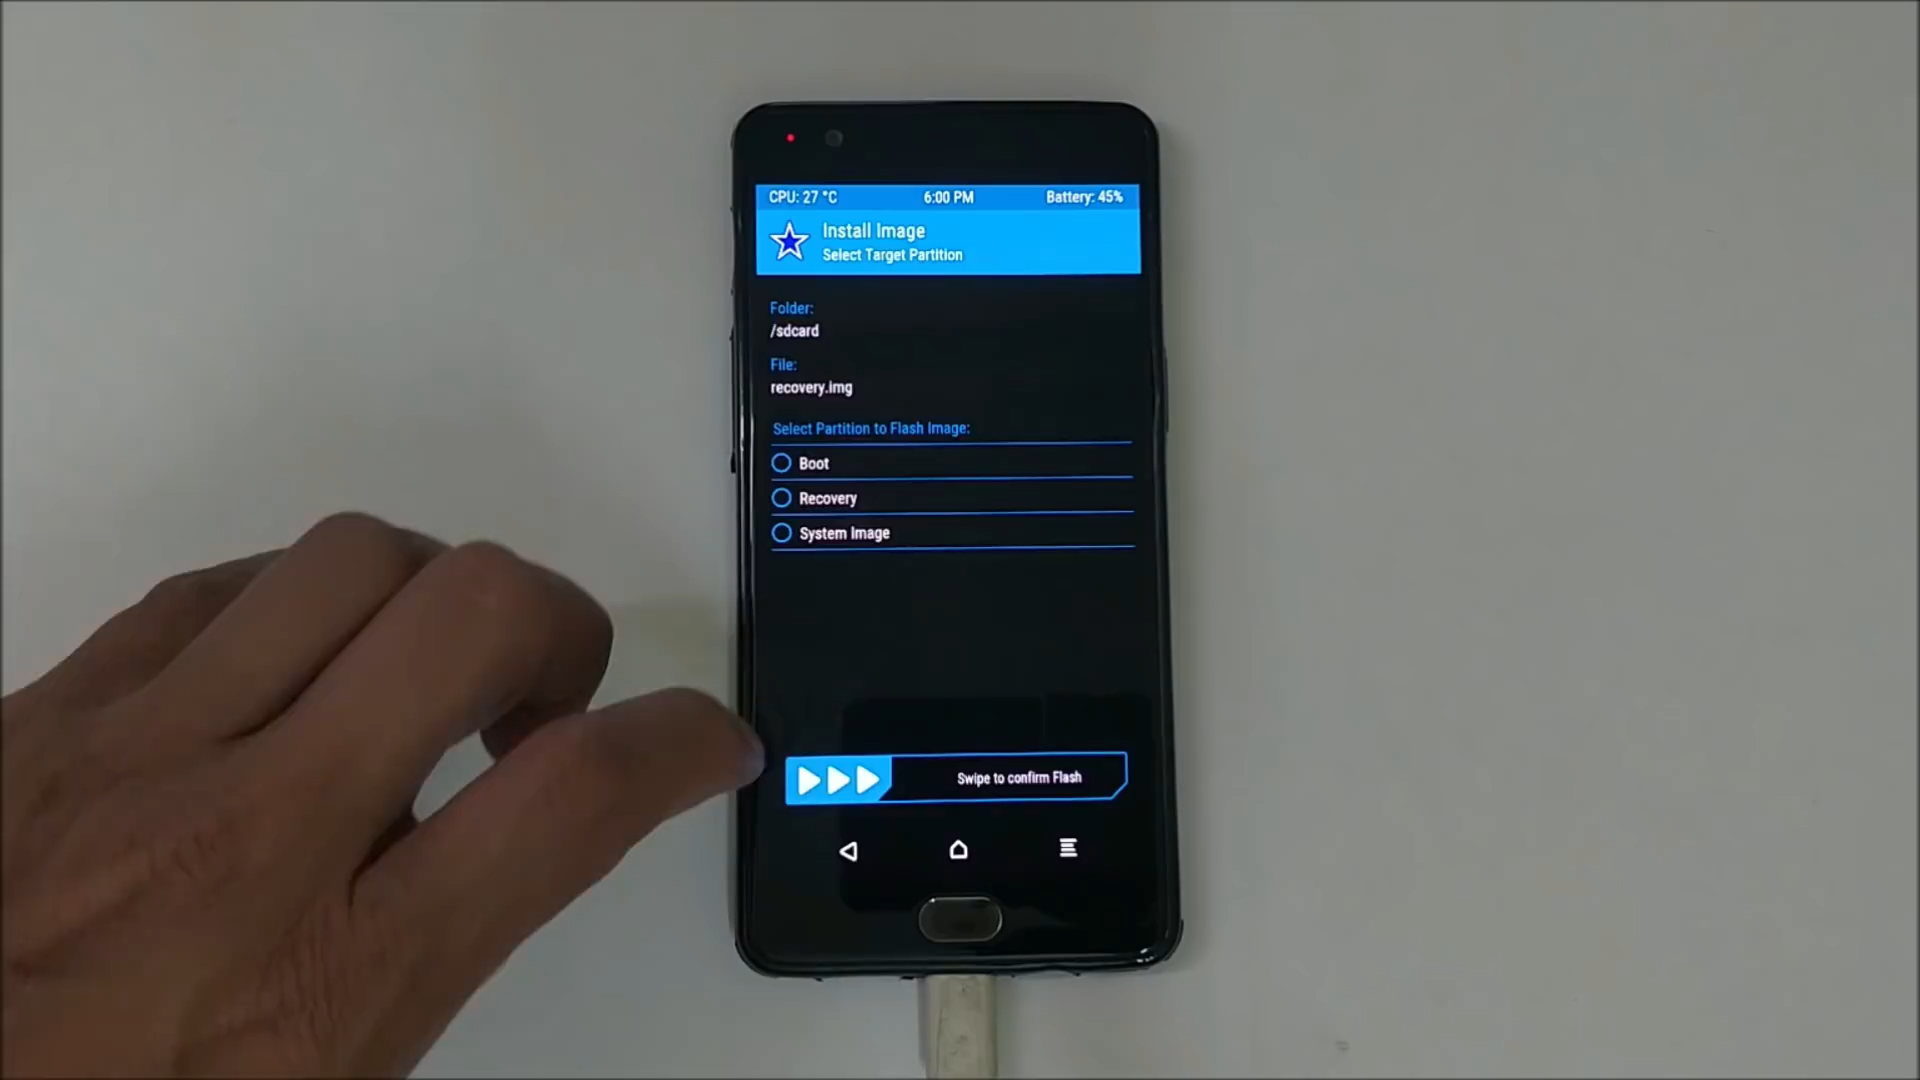 CPU: 27 °C 6:00 PM Battery: 45%
Install Image
Select Target Partition
Folder:
/sdcard
File:
recovery.img
Select Partition to Flash Image:
Boot
Recovery
System Image
Swipe to confirm Flash